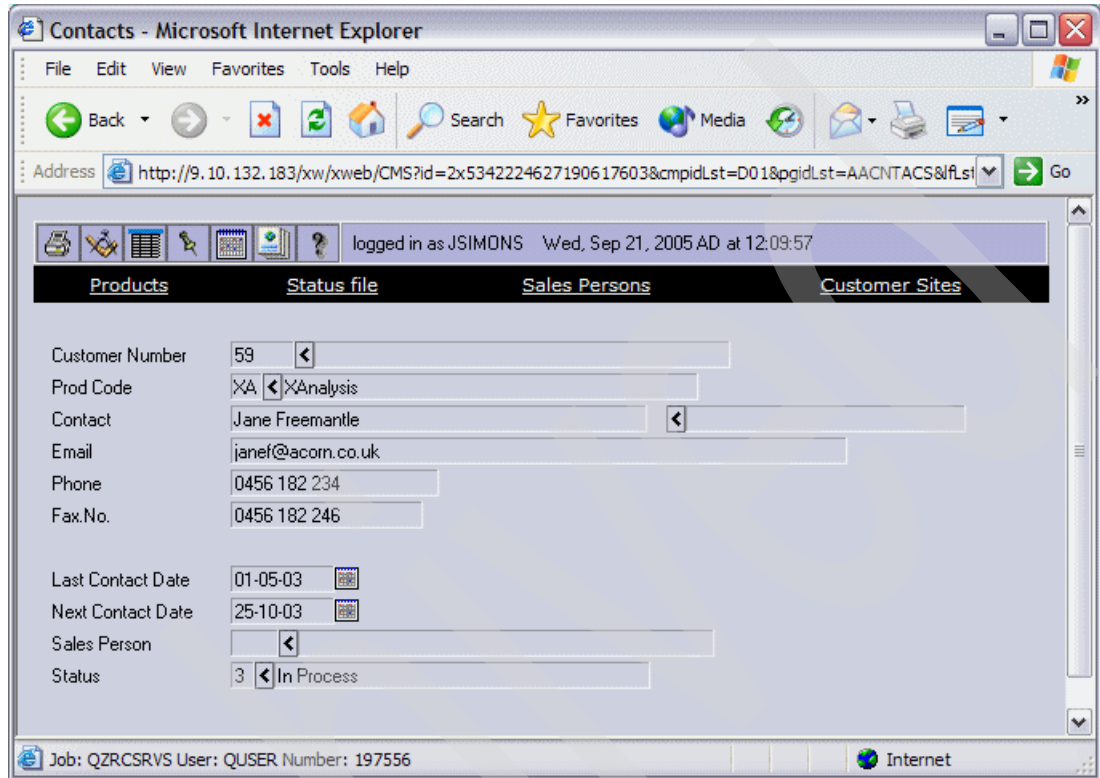 Contacts - Microsoft Internet Explorer
File Edit View Favorites Tools Help
Back Search Favorites Media »
Address http://9.10.132.183/xw/xweb/CMS?id=2x5342224627190617603&cmpidLst=D01&pgidLst=AACNTACS&lfLst Go
logged in as JSIMONS Wed, Sep 21, 2005 AD at 12:09:57
Products Status file Sales Persons Customer Sites
Customer Number 59
Prod Code XA XAnalysis
Contact Jane Freemantle
Email janef@acorn.co.uk
Phone 0456 182 234
Fax.No. 0456 182 246
Last Contact Date 01-05-03
Next Contact Date 25-10-03
Sales Person
Status 3 In Process
Job: QZRCSRVS User: QUSER Number: 197556 Internet